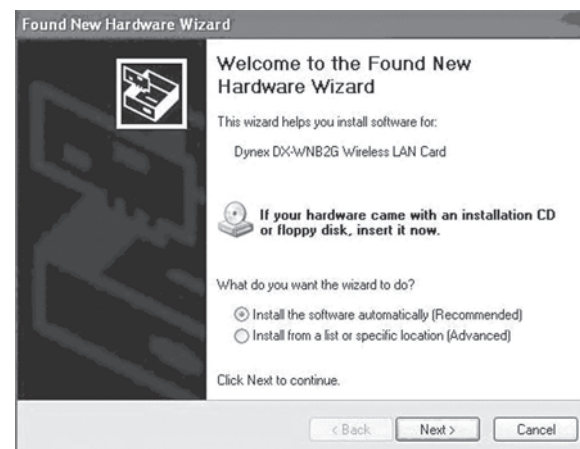 Found New Hardware Wizard
Welcome to the Found New
Hardware Wizard
This wizard helps you install software for:
Dynex DX-WNB2G Wireless LAN Card
If your hardware came with an installation CD
or floppy disk, insert it now.
What do you want the wizard to do?
Install the software automatically (Recommended)
Install from a list or specific location (Advanced)
Click Next to continue.
< Back
Next >
Cancel